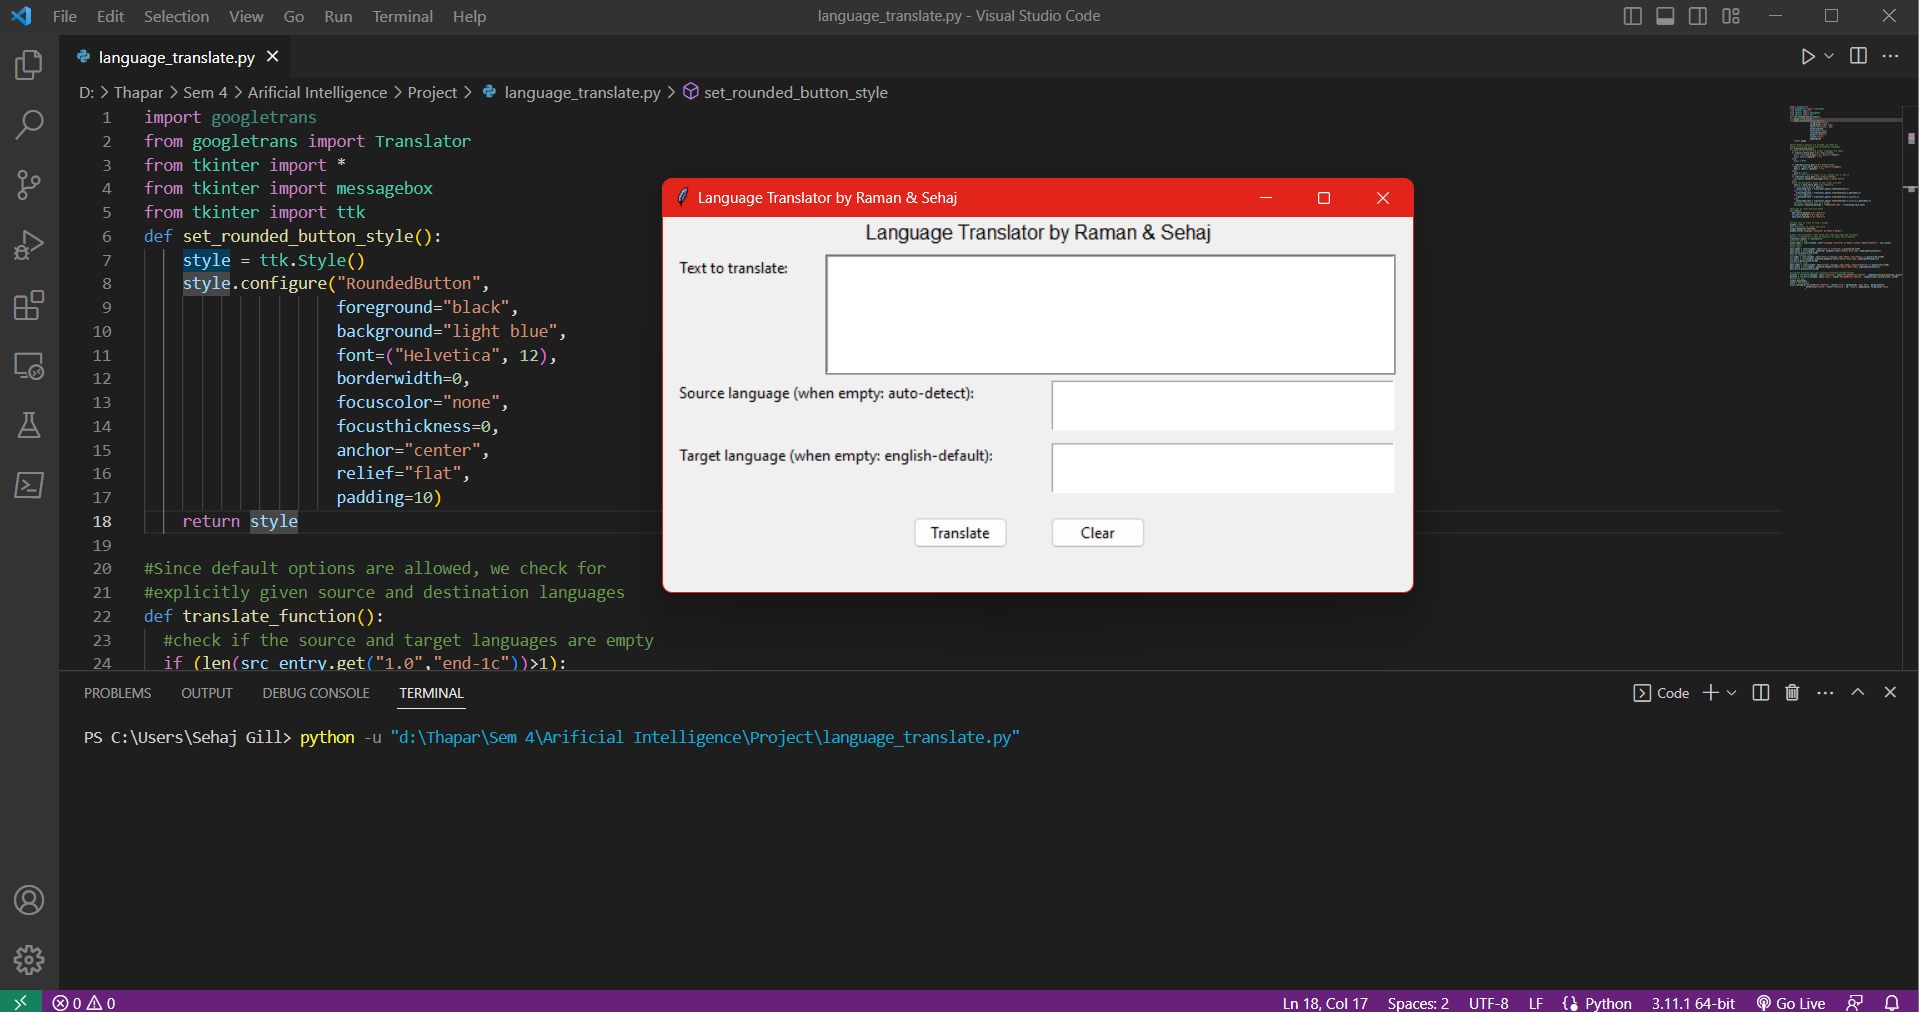 File Edit Selection View Go Run Terminal Help
language_translate.py - Visual Studio Code
language_translate.py
D: > Thapar > Sem 4 > Arificial Intelligence > Project > language_translate.py > set_rounded_button_style
1 import googletrans
2 from googletrans import Translator
3 from tkinter import *
4 from tkinter import messagebox
5 from tkinter import ttk
6 def set_rounded_button_style():
7 style = ttk.Style()
8 style.configure("RoundedButton",
9 foreground="black",
10 background="light blue",
11 font=("Helvetica", 12),
12 borderwidth=0,
13 focuscolor="none",
14 focusthickness=0,
15 anchor="center",
16 relief="flat",
17 padding=10)
18 return style
19
20 #Since default options are allowed, we check for
21 #explicitly given source and destination languages
22 def translate_function():
23 #check if the source and target languages are empty
24 if (len(src_entry.get("1.0","end-1c"))>1):
Language Translator by Raman & Sehaj
Language Translator by Raman & Sehaj
Text to translate:
Source language (when empty: auto-detect):
Target language (when empty: english-default):
Translate Clear
PROBLEMS OUTPUT DEBUG CONSOLE TERMINAL
Code
PS C:\Users\Sehaj Gill> python -u "d:\Thapar\Sem 4\Arificial Intelligence\Project\language_translate.py"
0 0
Ln 18, Col 17 Spaces: 2 UTF-8 LF Python 3.11.1 64-bit Go Live